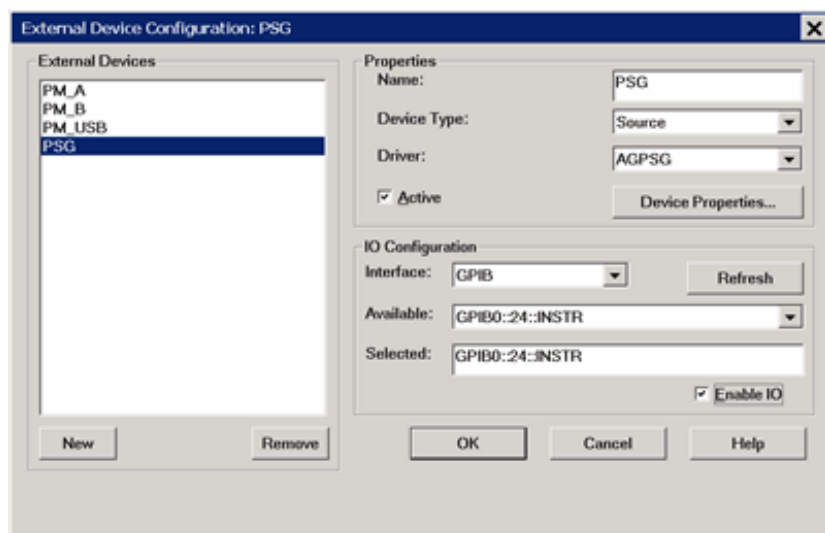 External Device Configuration: PSG
External Devices
PM_A
PM_B
PM_USB
PSG
New
Remove
Properties
Name:
PSG
Device Type:
Source
Driver:
AGPSG
Active
Device Properties...
IO Configuration
Interface:
GPIB
Refresh
Available:
GPIB0::24::INSTR
Selected:
GPIB0::24::INSTR
Enable IO
OK
Cancel
Help